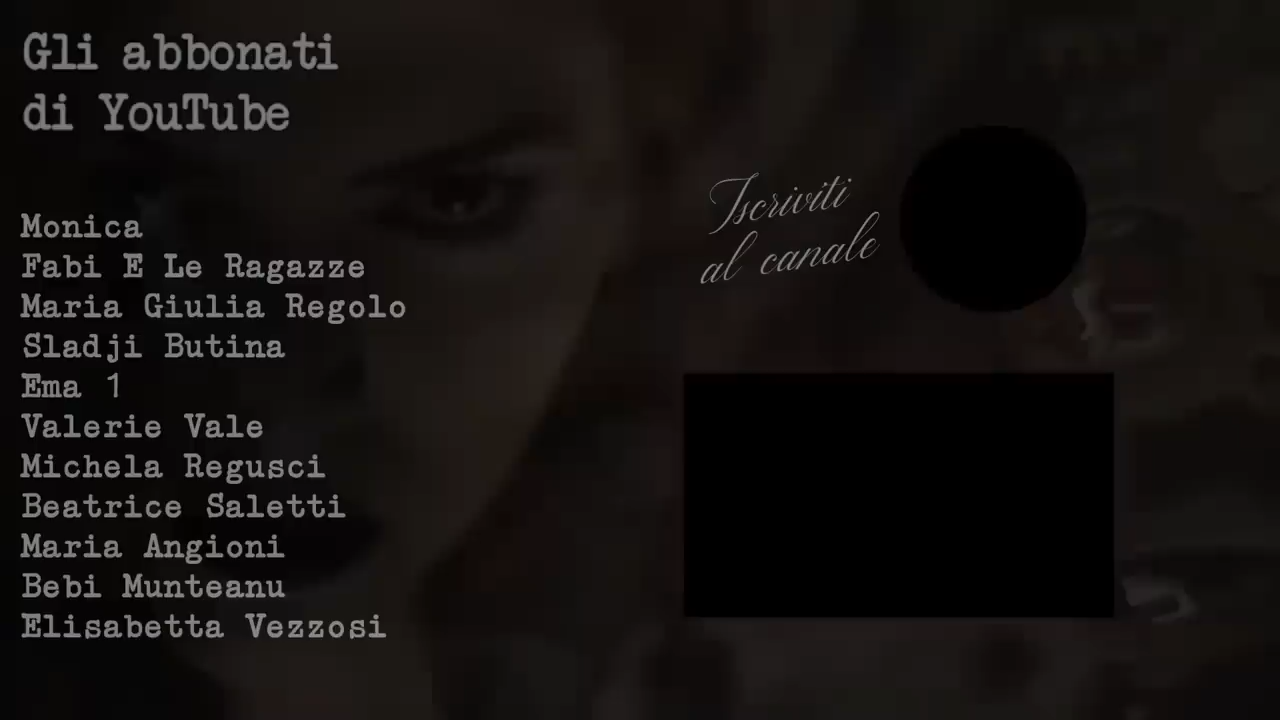 Gli abbonati
di YouTube
Monica
Fabi E Le Ragazze
Maria Giulia Regolo
Sladji Butina
Ema 1
Valerie Vale
Michela Regusci
Beatrice Saletti
Maria Angioni
Bebi Munteanu
Elisabetta Vezzosi
Iscriviti
al canale